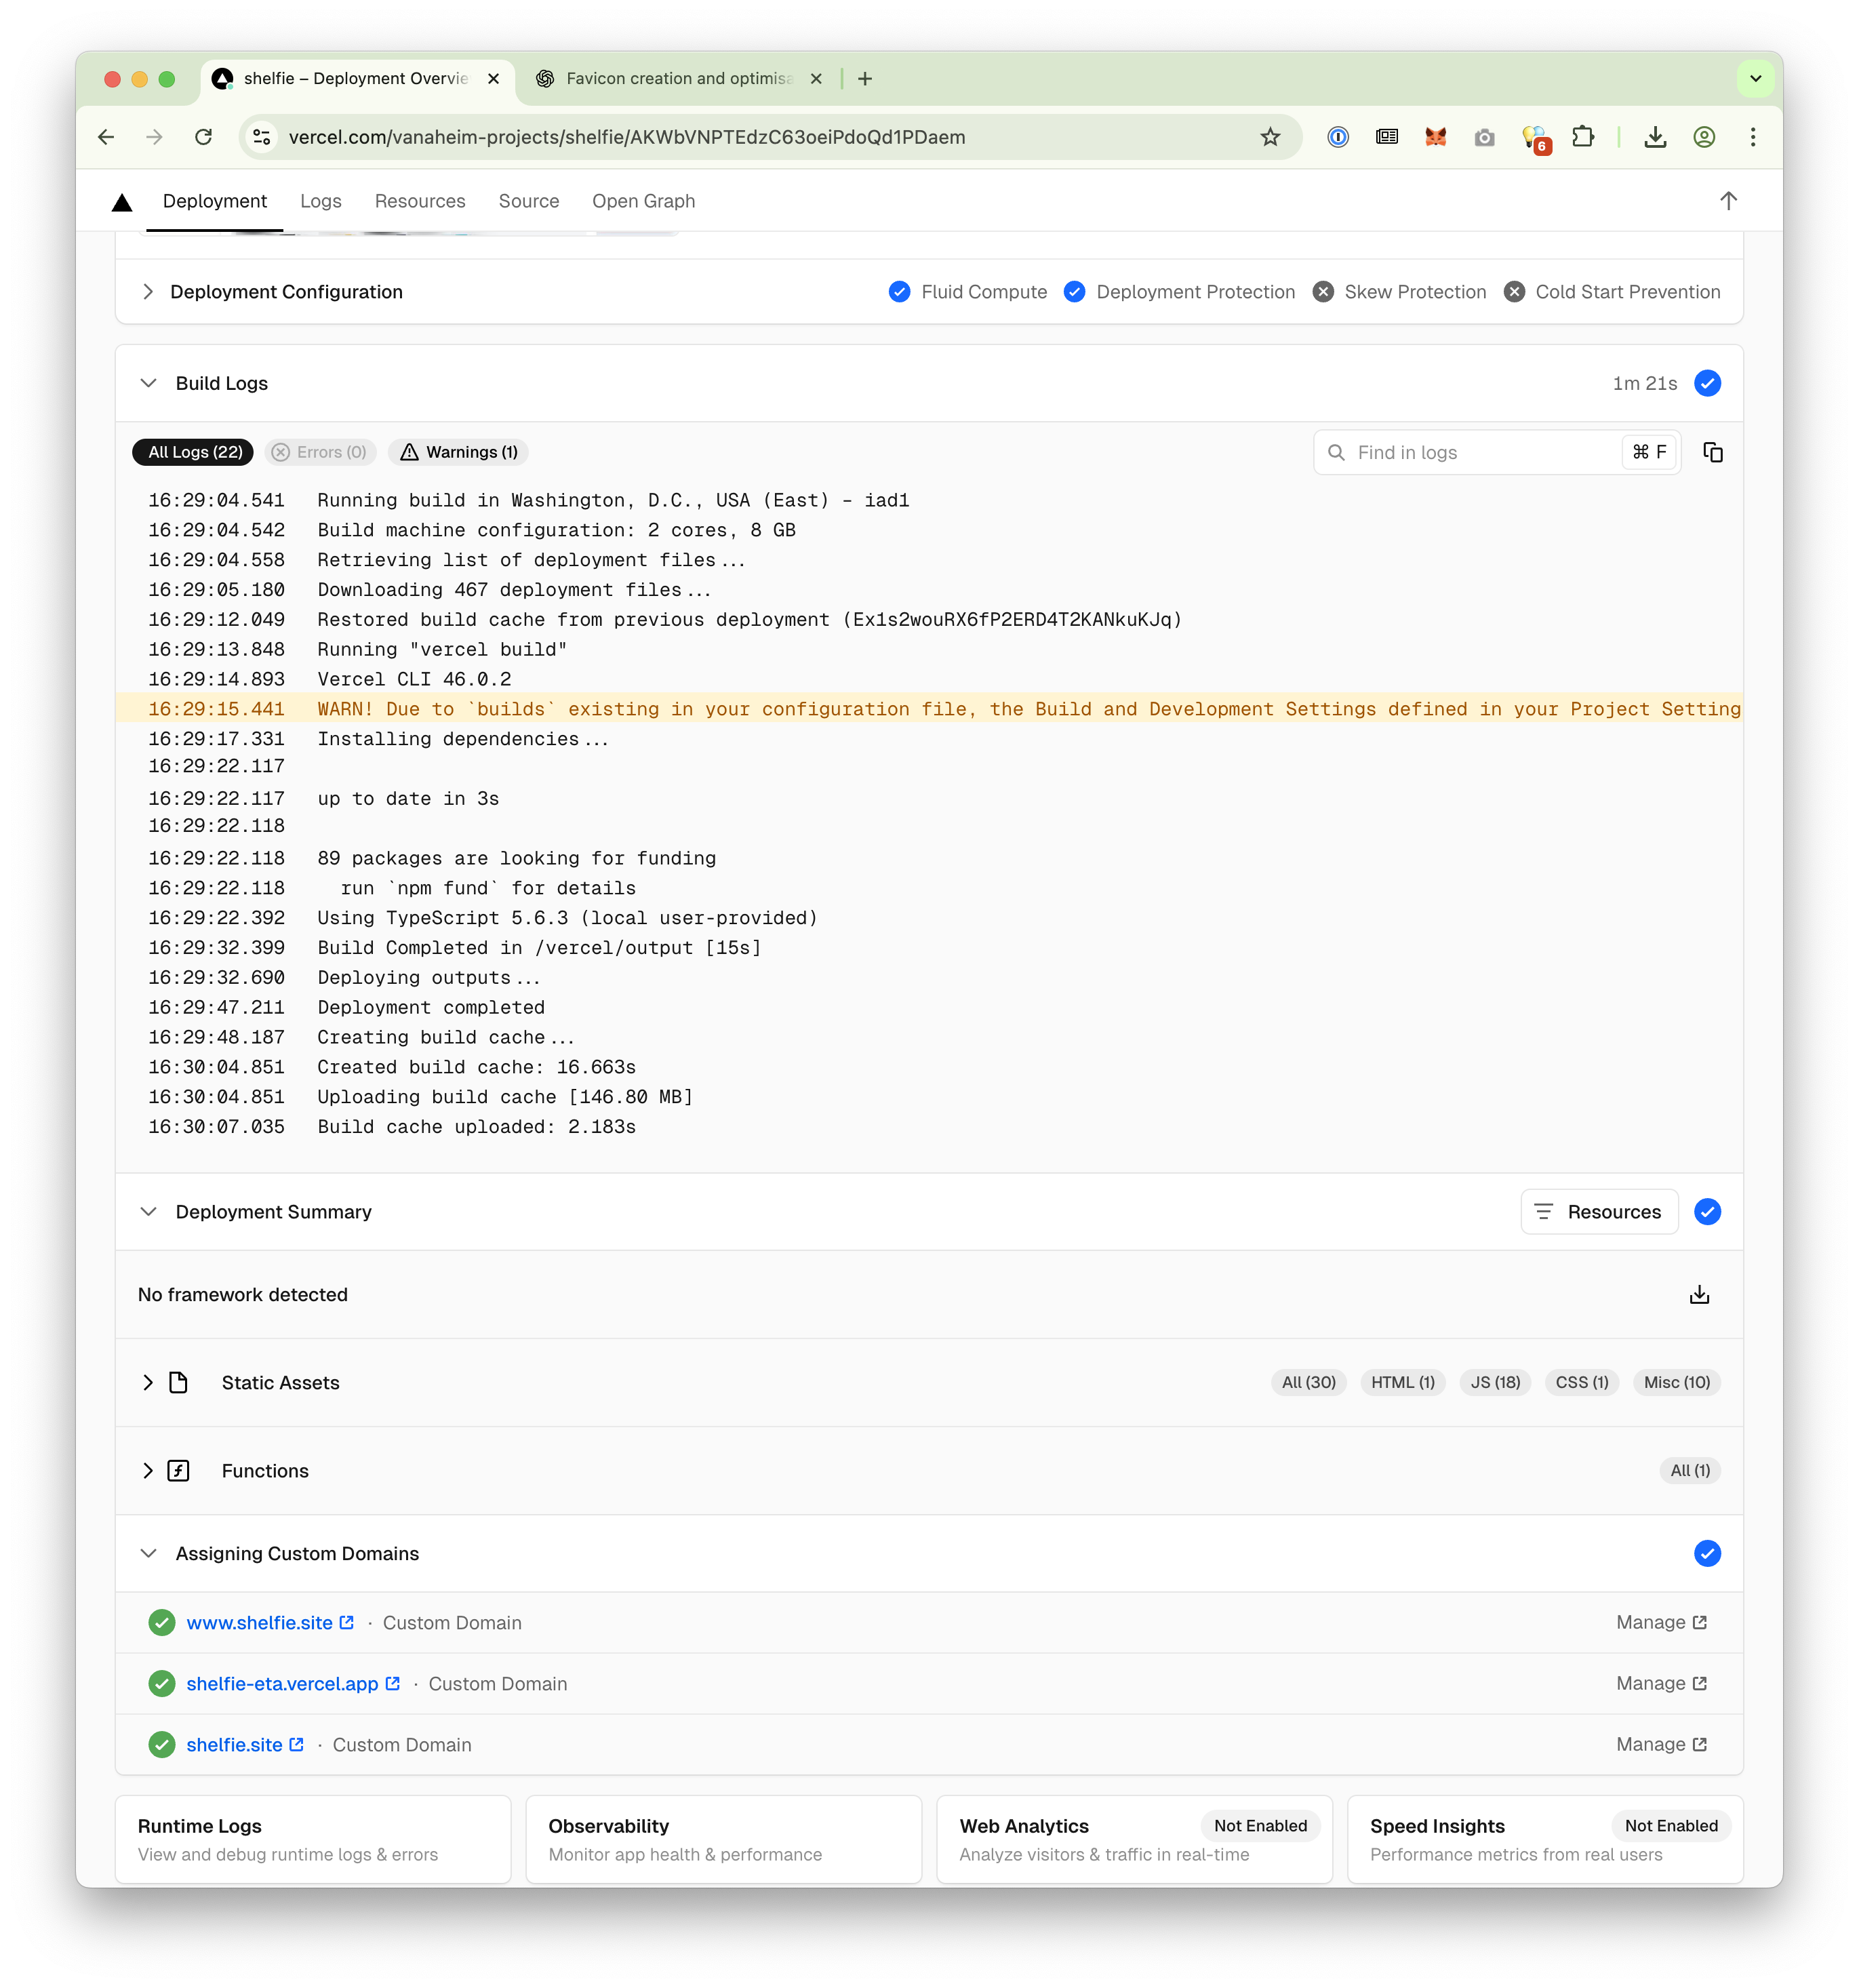 shelfie – Deployment Overvie
Favicon creation and optimisa
vercel.com/vanaheim-projects/shelfie/AKWbVNPTEdzC63oeiPdoQd1PDaem
6
Deployment
Logs
Resources
Source
Open Graph
Deployment Configuration
Fluid Compute
Deployment Protection
Skew Protection
Cold Start Prevention
Build Logs
1m 21s
All Logs (22)
Errors (0)
Warnings (1)
Find in logs
⌘ F
16:29:04.541 Running build in Washington, D.C., USA (East) – iad1
16:29:04.542 Build machine configuration: 2 cores, 8 GB
16:29:04.558 Retrieving list of deployment files...
16:29:05.180 Downloading 467 deployment files...
16:29:12.049 Restored build cache from previous deployment (Ex1s2wouRX6fP2ERD4T2KANkuKJq)
16:29:13.848 Running "vercel build"
16:29:14.893 Vercel CLI 46.0.2
16:29:15.441 WARN! Due to `builds` existing in your configuration file, the Build and Development Settings defined in your Project Setting
16:29:17.331 Installing dependencies...
16:29:22.117
16:29:22.117 up to date in 3s
16:29:22.118
16:29:22.118 89 packages are looking for funding
16:29:22.118 run `npm fund` for details
16:29:22.392 Using TypeScript 5.6.3 (local user-provided)
16:29:32.399 Build Completed in /vercel/output [15s]
16:29:32.690 Deploying outputs...
16:29:47.211 Deployment completed
16:29:48.187 Creating build cache...
16:30:04.851 Created build cache: 16.663s
16:30:04.851 Uploading build cache [146.80 MB]
16:30:07.035 Build cache uploaded: 2.183s
Deployment Summary
Resources
No framework detected
Static Assets
All (30)
HTML (1)
JS (18)
CSS (1)
Misc (10)
Functions
All (1)
Assigning Custom Domains
www.shelfie.site · Custom Domain
Manage
shelfie-eta.vercel.app · Custom Domain
Manage
shelfie.site · Custom Domain
Manage
Runtime Logs
View and debug runtime logs & errors
Observability
Monitor app health & performance
Web Analytics
Not Enabled
Analyze visitors & traffic in real-time
Speed Insights
Not Enabled
Performance metrics from real users